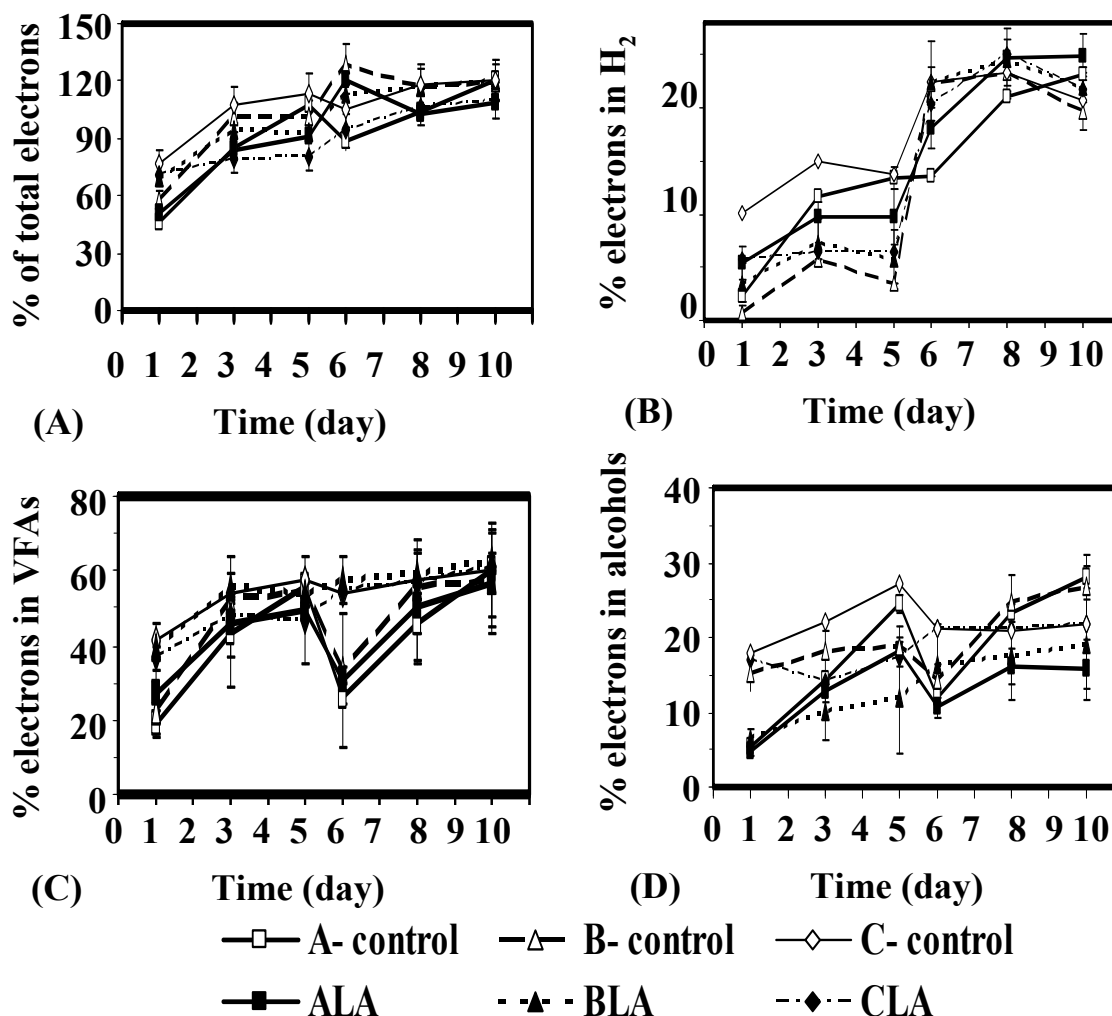 % of total electrons
150
120
90
60
30
0
0 1 2 3 4 5 6 7 8 9 10
(A)
Time (day)
% electrons in H2
20
10
0
0 1 2 3 4 5 6 7 8 9 10
(B)
Time (day)
% electrons in VFAs
80
60
40
20
0
0 1 2 3 4 5 6 7 8 9 10
(C)
Time (day)
% electrons in alcohols
40
30
20
10
0
0 1 2 3 4 5 6 7 8 9 10
(D)
Time (day)
A- control
B- control
C- control
ALA
BLA
CLA